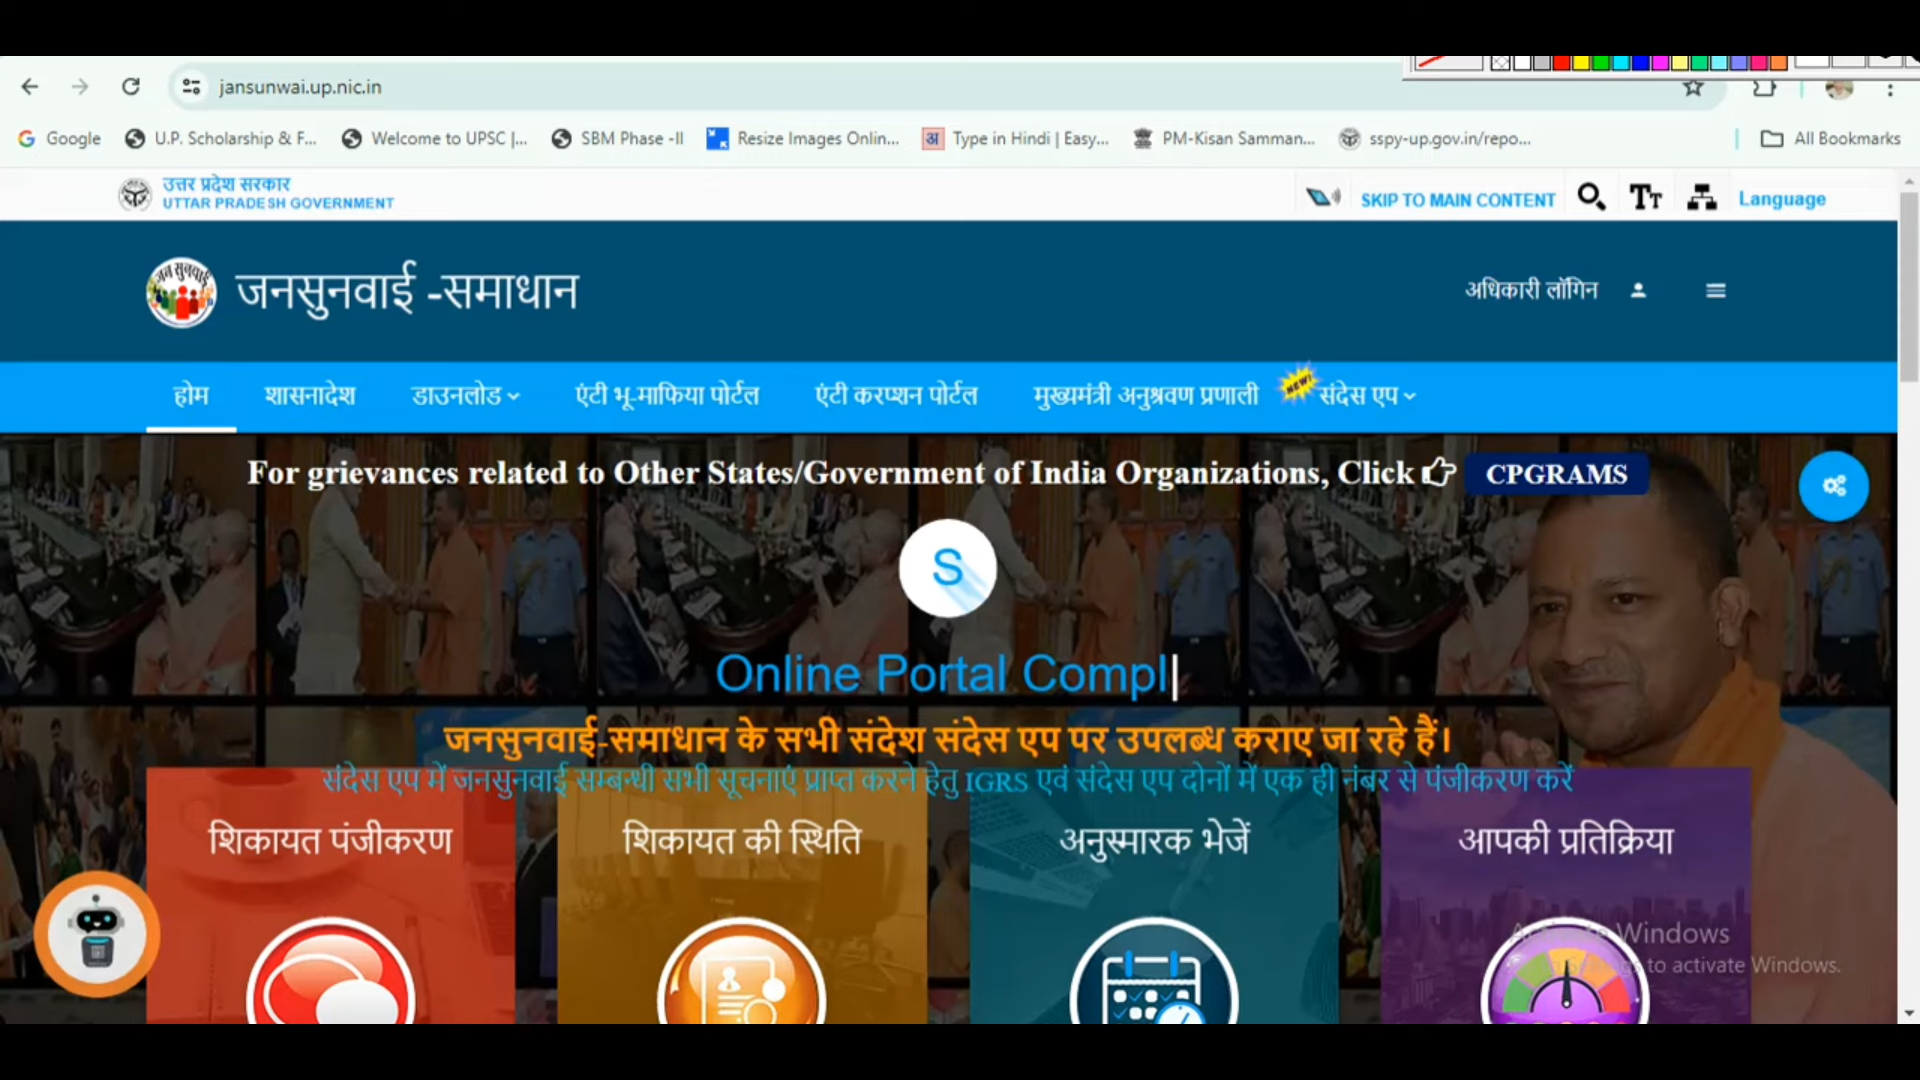 jansunwai.up.nic.in
Google U.P. Scholarship & F... Welcome to UPSC |... SBM Phase -II Resize Images Onlin... अ Type in Hindi | Easy... PM-Kisan Samman... sspy-up.gov.in/repo... All Bookmarks
उत्तर प्रदेश सरकार
UTTAR PRADESH GOVERNMENT
SKIP TO MAIN CONTENT TT Language
जन सुनवाई
जनसुनवाई -समाधान
अधिकारी लॉगिन
होम शासनादेश डाउनलोड एंटी भू-माफिया पोर्टल एंटी करप्शन पोर्टल मुख्यमंत्री अनुश्रवण प्रणाली NEW! संदेस एप
For grievances related to Other States/Government of India Organizations, Click CPGRAMS
S
Online Portal Compl
जनसुनवाई-समाधान के सभी संदेश संदेस एप पर उपलब्ध कराए जा रहे हैं।
संदेस एप में जनसुनवाई सम्बन्धी सभी सूचनाएं प्राप्त करने हेतु IGRS एवं संदेस एप दोनों में एक ही नंबर से पंजीकरण करें
शिकायत पंजीकरण शिकायत की स्थिति अनुस्मारक भेजें आपकी प्रतिक्रिया
Windows
to activate Windows.